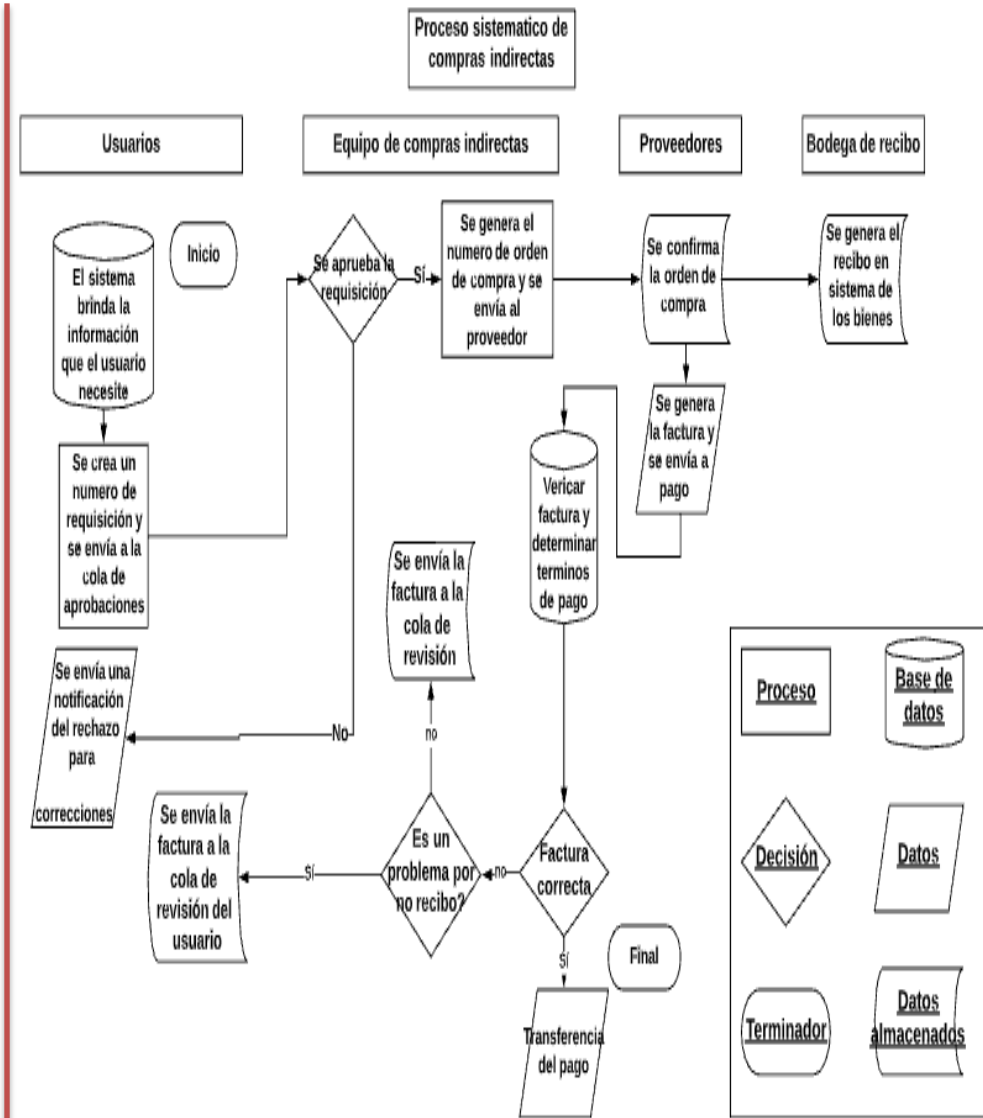 Proceso sistematico de
compras indirectas
Usuarios
Equipo de compras indirectas
Proveedores
Bodega de recibo
Inicio
El sistema
brinda la
información
que el usuario
necesite
Se crea un
numero de
requisición y
se envía a la
cola de
aprobaciones
Se envía una
notificación
del rechazo
para
correcciones
Se aprueba la
requisición
Sí
No
Se genera el
numero de orden
de compra y se
envía al
proveedor
Se confirma
la orden de
compra
Se genera el
recibo en
sistema de
los bienes
Se genera
la factura y
se envía a
pago
Vericar
factura y
determinar
terminos
de pago
Factura
correcta
no
Sí
Es un
problema por
no recibo?
no
Sí
Se envía la
factura a la
cola de
revisión
Se envía la
factura a la
cola de
revisión del
usuario
Transferencia
del pago
Final
Proceso
Base de
datos
Decisión
Datos
Terminador
Datos
almacenados